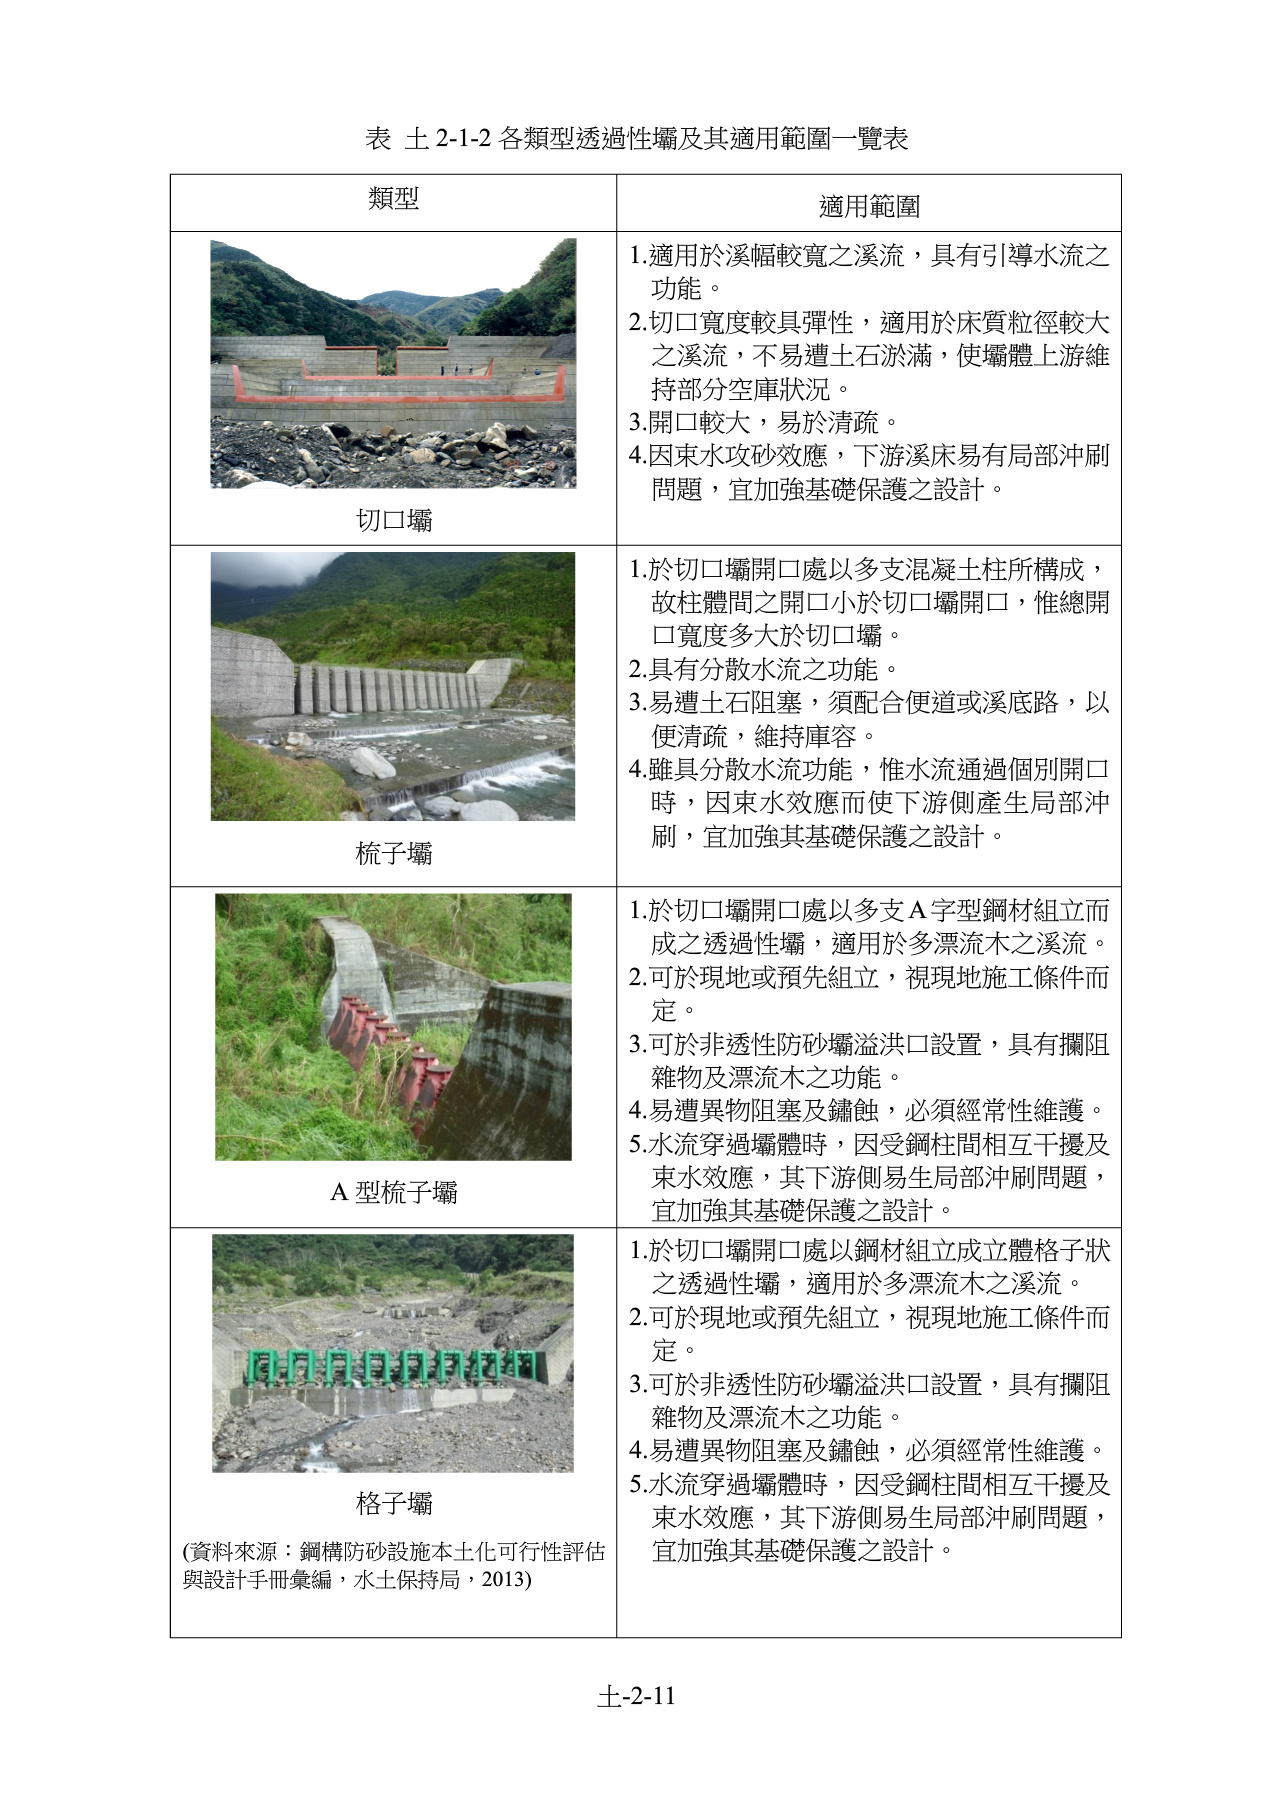 表 土 2-1-2 各類型透過性壩及其適用範圍一覽表
類型
適用範圍
切口壩
1.適用於溪幅較寬之溪流，具有引導水流之
功能。
2.切口寬度較具彈性，適用於床質粒徑較大
之溪流，不易遭土石淤滿，使壩體上游維
持部分空庫狀況。
3.開口較大，易於清疏。
4.因束水攻砂效應，下游溪床易有局部沖刷
問題，宜加強基礎保護之設計。
梳子壩
1.於切口壩開口處以多支混凝土柱所構成，
故柱體間之開口小於切口壩開口，惟總開
口寬度多大於切口壩。
2.具有分散水流之功能。
3.易遭土石阻塞，須配合便道或溪底路，以
便清疏，維持庫容。
4.雖具分散水流功能，惟水流通過個別開口
時，因束水效應而使下游側產生局部沖
刷，宜加強其基礎保護之設計。
A 型梳子壩
1.於切口壩開口處以多支A字型鋼材組立而
成之透過性壩，適用於多漂流木之溪流。
2.可於現地或預先組立，視現地施工條件而
定。
3.可於非透性防砂壩溢洪口設置，具有攔阻
雜物及漂流木之功能。
4.易遭異物阻塞及鏽蝕，必須經常性維護。
5.水流穿過壩體時，因受鋼柱間相互干擾及
束水效應，其下游側易生局部沖刷問題，
宜加強其基礎保護之設計。
格子壩
(資料來源：鋼構防砂設施本土化可行性評估
與設計手冊彙編，水土保持局，2013)
1.於切口壩開口處以鋼材組立成立體格子狀
之透過性壩，適用於多漂流木之溪流。
2.可於現地或預先組立，視現地施工條件而
定。
3.可於非透性防砂壩溢洪口設置，具有攔阻
雜物及漂流木之功能。
4.易遭異物阻塞及鏽蝕，必須經常性維護。
5.水流穿過壩體時，因受鋼柱間相互干擾及
束水效應，其下游側易生局部沖刷問題，
宜加強其基礎保護之設計。
土-2-11